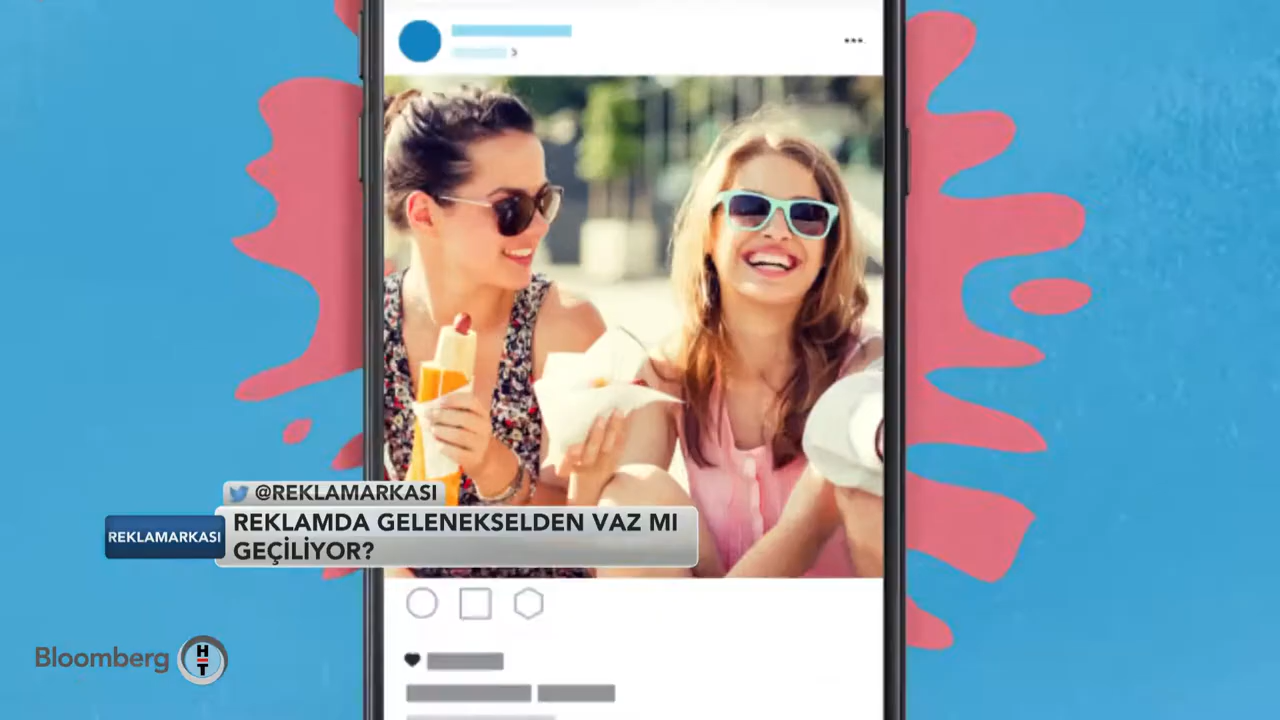 @REKLAMARKASI
REKLAMARKASI
REKLAMDA GELENEKSELDEN VAZ MI
GEÇİLİYOR?
Bloomberg HT